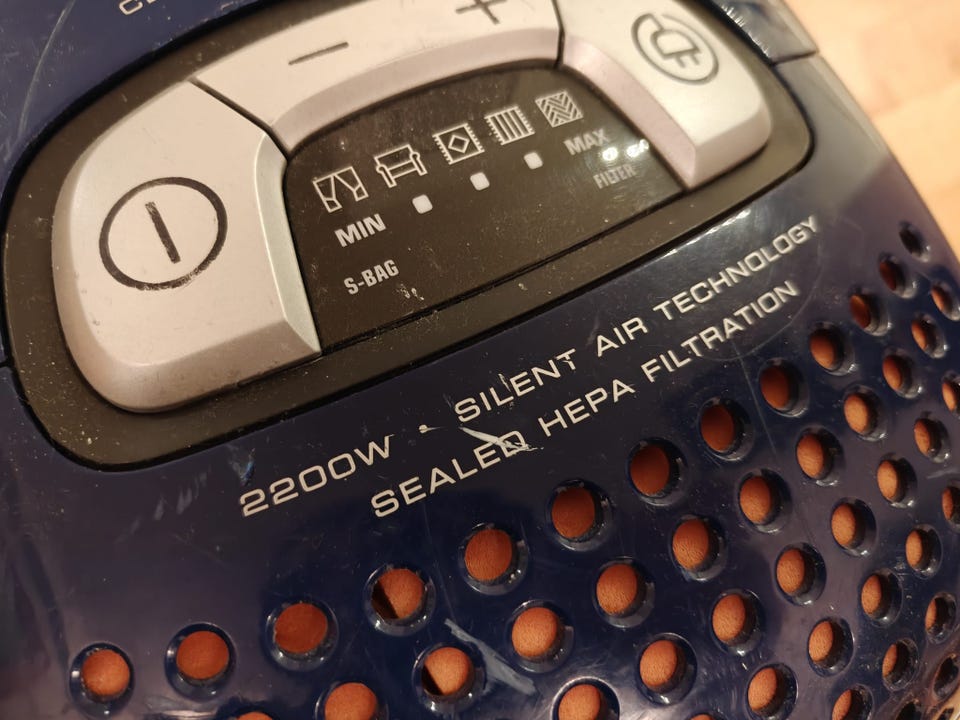 − +
MIN
MAX
S-BAG
FILTER
2200W - SILENT AIR TECHNOLOGY
SEALED HEPA FILTRATION